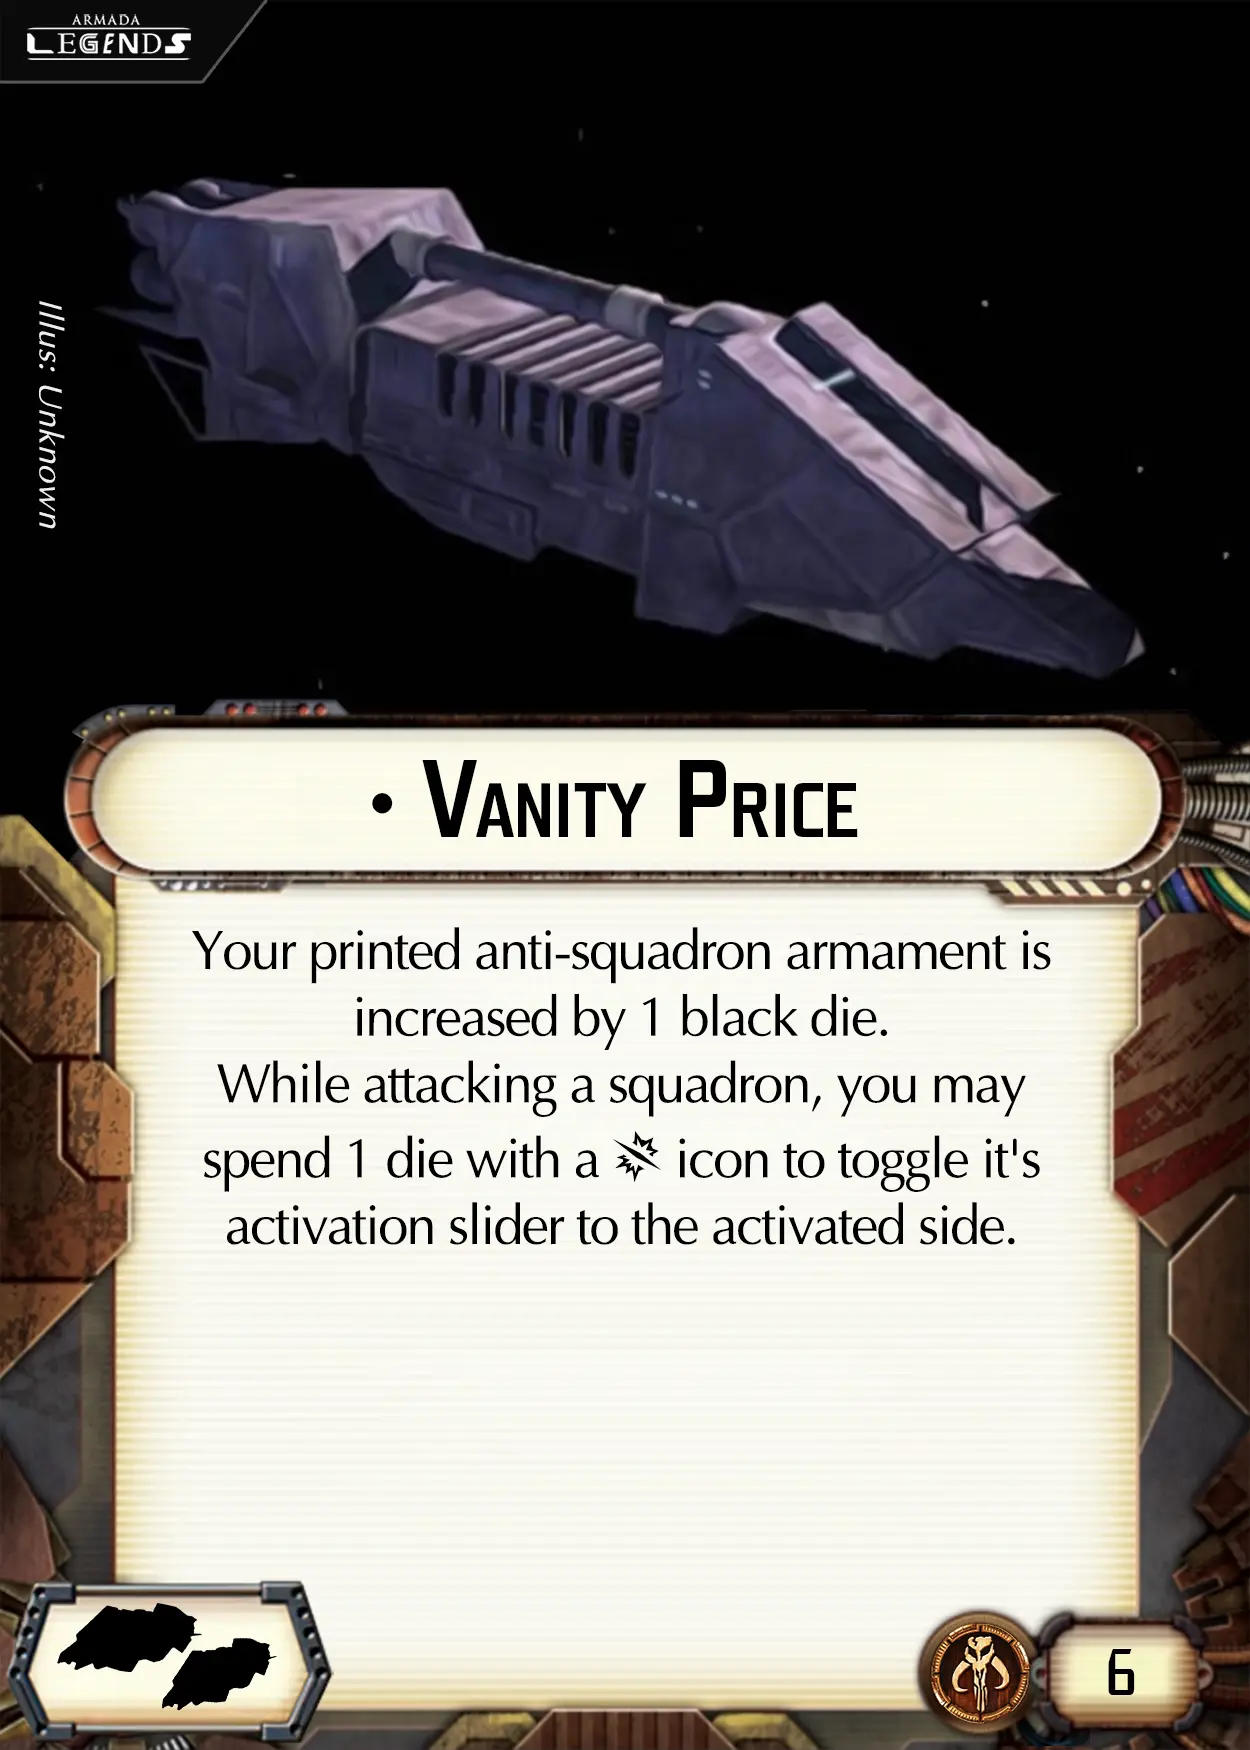 ARMADA
LEGENDS
Illus: Unknown
• Vanity Price
Your printed anti-squadron armament is
increased by 1 black die.
While attacking a squadron, you may
spend 1 die with a icon to toggle it's
activation slider to the activated side.
6